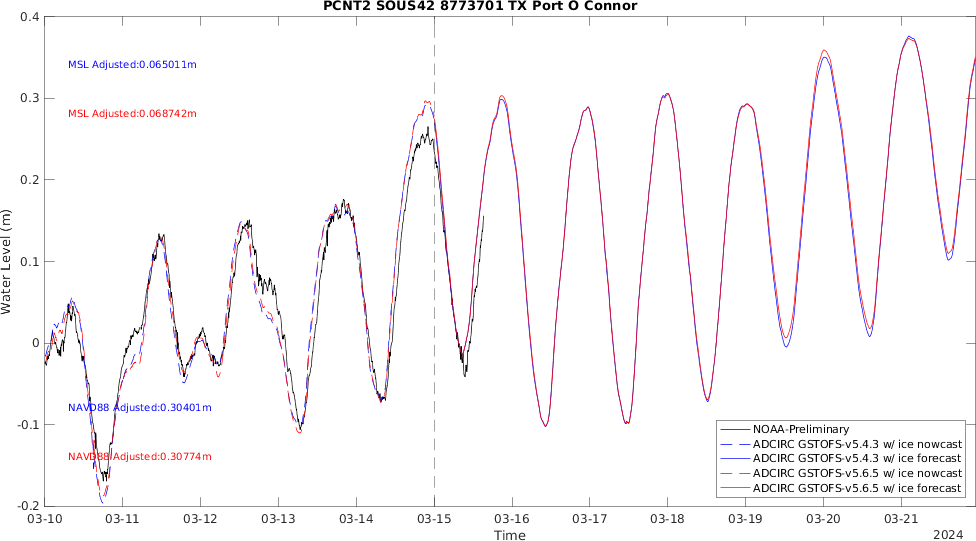 PCNT2 SOUS42 8773701 TX Port O Connor
0.4
MSL Adjusted:0.065011m
0.3
MSL Adjusted:0.068742m
0.2
Water Level (m)
0.1
0
NAVD88 Adjusted:0.30401m
-0.1
NAVD88 Adjusted:0.30774m
NOAA-Preliminary
ADCIRC GSTOFS-v5.4.3 w/ ice nowcast
ADCIRC GSTOFS-v5.4.3 w/ ice forecast
ADCIRC GSTOFS-v5.6.5 w/ ice nowcast
ADCIRC GSTOFS-v5.6.5 w/ ice forecast
-0.2
03-10 03-11 03-12 03-13 03-14 03-15 03-16 03-17 03-18 03-19 03-20 03-21
Time
2024